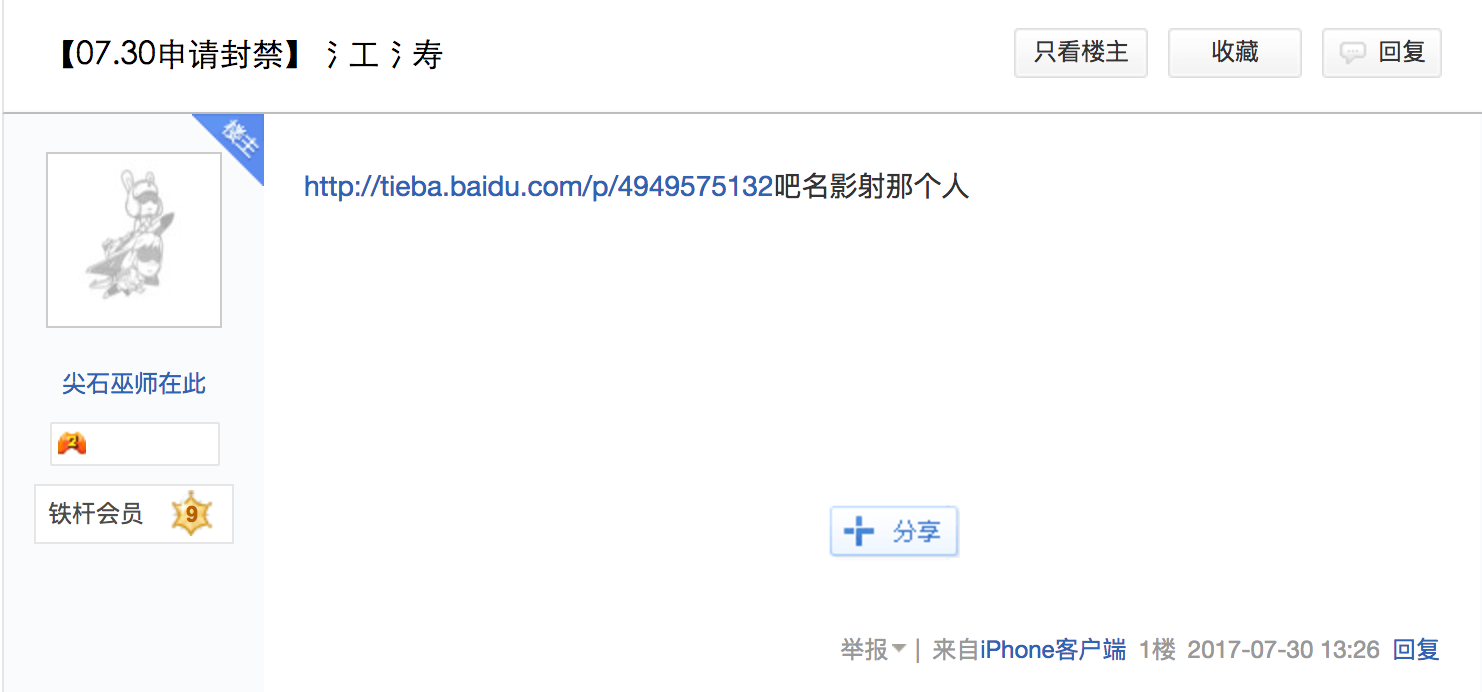 【07.30申请封禁】氵工氵寿
只看楼主
收藏
回复
楼主
http://tieba.baidu.com/p/4949575132吧名影射那个人
尖石巫师在此
2
铁杆会员 9
分享
举报 | 来自iPhone客户端 1楼 2017-07-30 13:26 回复